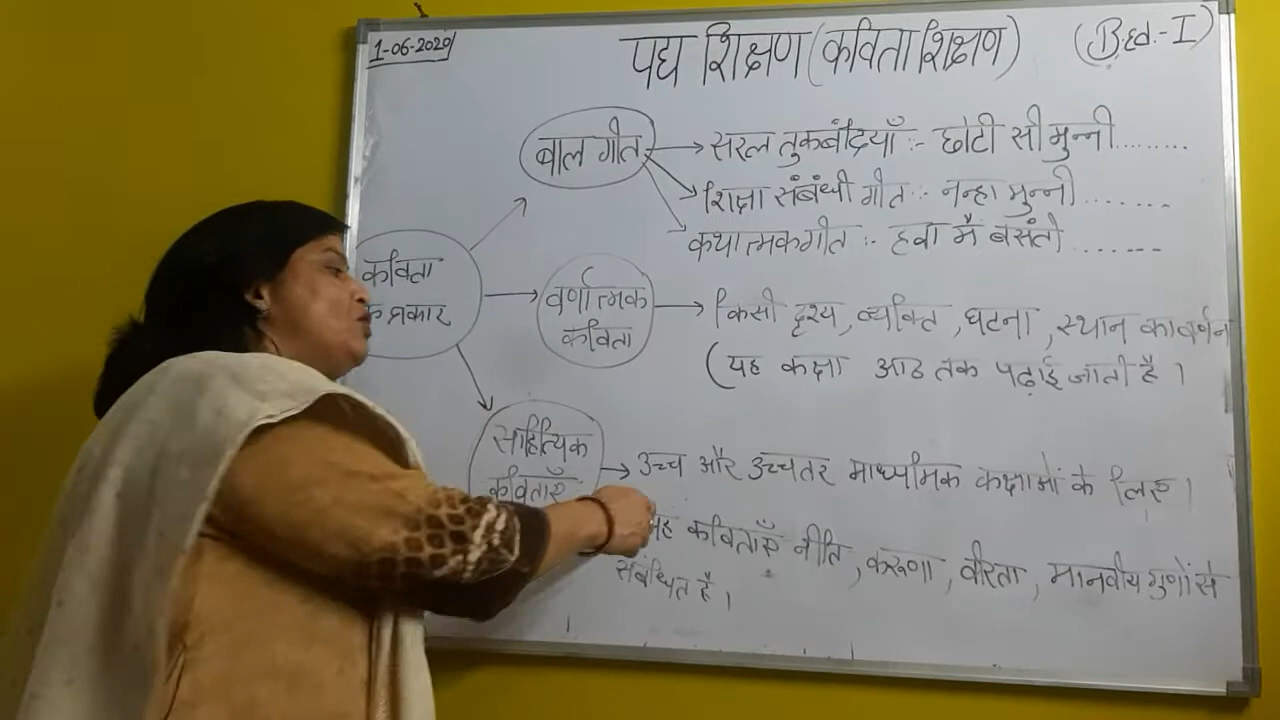 1-06-2020
पद्य शिक्षण (कविता शिक्षण)
(B.Ed.-I)
बाल गीत
सरल तुकबंदियाँ :- छोटी सी मुन्नी........
शिक्षा संबंधी गीत :- नन्हा मुन्नी.......
कथात्मकगीत :- हवा में बसंती......
कविता
के प्रकार
वर्णात्मक
कविता
किसी दृश्य, व्यक्ति, घटना, स्थान का वर्णन
(यह कक्षा आठ तक पढ़ाई जाती है।
साहित्यिक
कविताएँ
उच्च और उच्चतर माध्यमिक कक्षाओं के लिए।
कविताएँ नीति, करूणा, वीरता, मानवीय गुणों से
संबंधित है।